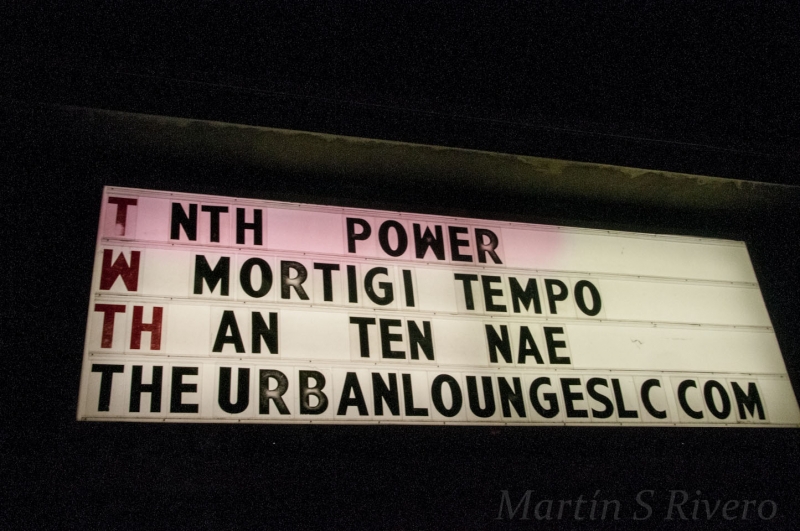 T NTH POWER
W MORTIGI TEMPO
TH AN TEN NAE
THEURBANLOUNGESLC COM
Martín S Rivero